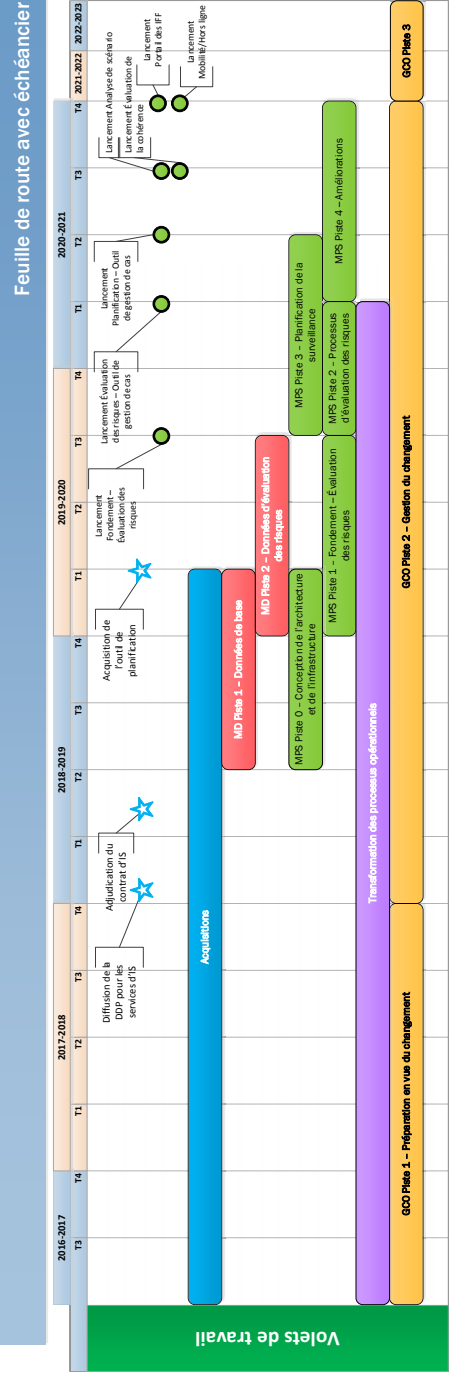 Feuille de route avec échéancier
2016-2017
2017-2018
2018-2019
2019-2020
2020-2021
2021-2022
2022-2023
T3
T4
T1
T2
T3
T4
T1
T2
T3
T4
T1
T2
T3
T4
T1
T2
T3
T4
Volets de travail
Diffusion de la
DDP pour les
services d'IS
Adjudication du
contrat d'IS
Acquisition de
l'outil de
planification
Lancement
Fondement –
Évaluation des
risques
Lancement Évaluation
des risques – Outil de
gestion de cas
Lancement
Planification – Outil
de gestion de cas
Lancement Analyse de scénario
Lancement Évaluation de
la cohérence
Lancement
Portail des IFF
Lancement
Mobilité/Hors ligne
Acquisitions
MD Piste 1 – Données de base
MD Piste 2 – Données d'évaluation
des risques
MPS Piste 0 – Conception de l'architecture
et de l'infrastructure
MPS Piste 3 – Planification de la
surveillance
MPS Piste 1 – Fondement – Évaluation
des risques
MPS Piste 2 – Processus
d'évaluation des risques
MPS Piste 4 – Améliorations
Transformation des processus opérationnels
GCO Piste 1 – Préparation en vue du changement
GCO Piste 2 – Gestion du changement
GCO Piste 3